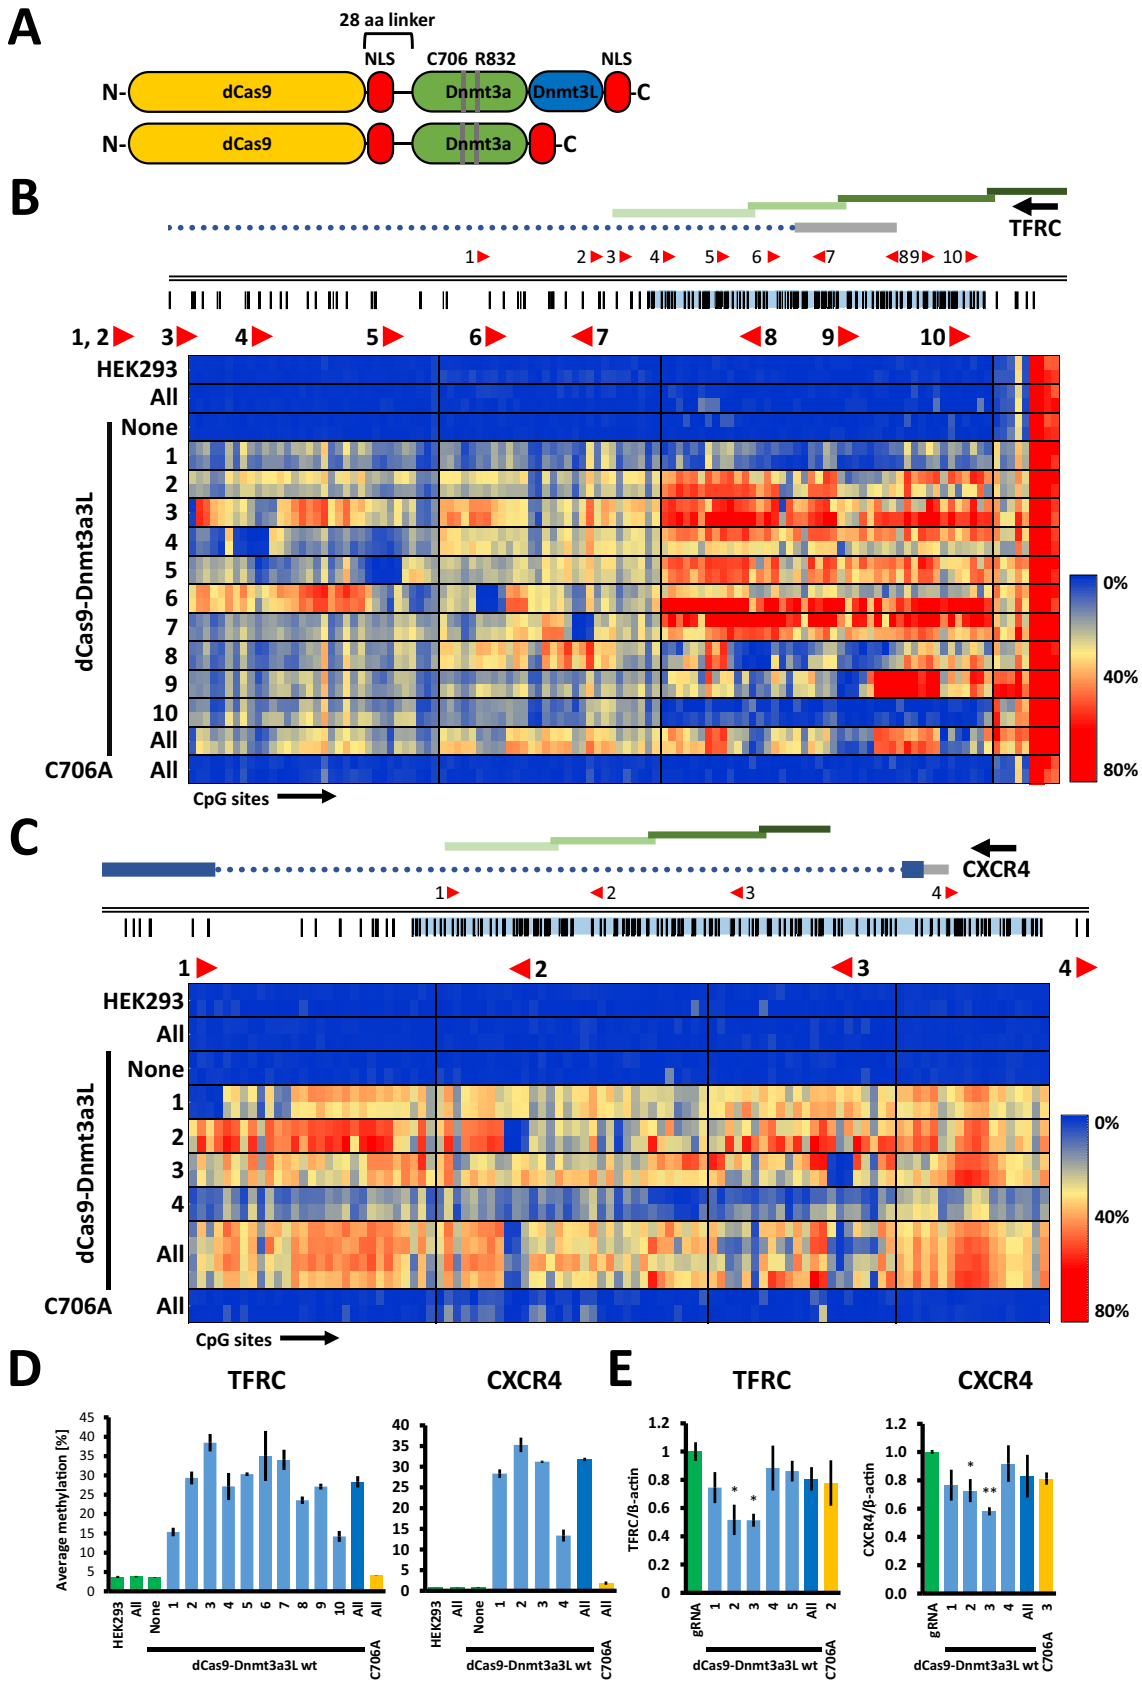 A
28 aa linker
NLS C706 R832 NLS
N- dCas9 Dnmt3a Dnmt3L -C
N- dCas9 Dnmt3a -C
B
TFRC
1 2 3 4 5 6 7 8 9 10
1, 2 3 4 5 6 7 8 9 10
HEK293
All
None
1
2
3
4
5
6
7
8
9
10
All
C706A All
dCas9-Dnmt3a3L
0%
40%
80%
CpG sites
C
CXCR4
1 2 3 4
1 2 3 4
HEK293
All
None
1
2
3
4
All
C706A All
dCas9-Dnmt3a3L
0%
40%
80%
CpG sites
D
TFRC
Average methylation [%]
45
40
35
30
25
20
15
10
5
0
HEK293 All None 1 2 3 4 5 6 7 8 9 10 All All
dCas9-Dnmt3a3L wt
C706A
CXCR4
40
35
30
25
20
15
10
5
0
HEK293 All None 1 2 3 4 All All
dCas9-Dnmt3a3L wt
C706A
E
TFRC
TFRC/β-actin
1.2
1
0.8
0.6
0.4
0.2
0
* *
gRNA 1 2 3 4 5 All 2
dCas9-Dnmt3a3L wt
C706A
CXCR4
CXCR4/β-actin
1.2
1.0
0.8
0.6
0.4
0.2
0.0
* **
gRNA 1 2 3 4 All 3
dCas9-Dnmt3a3L wt
C706A